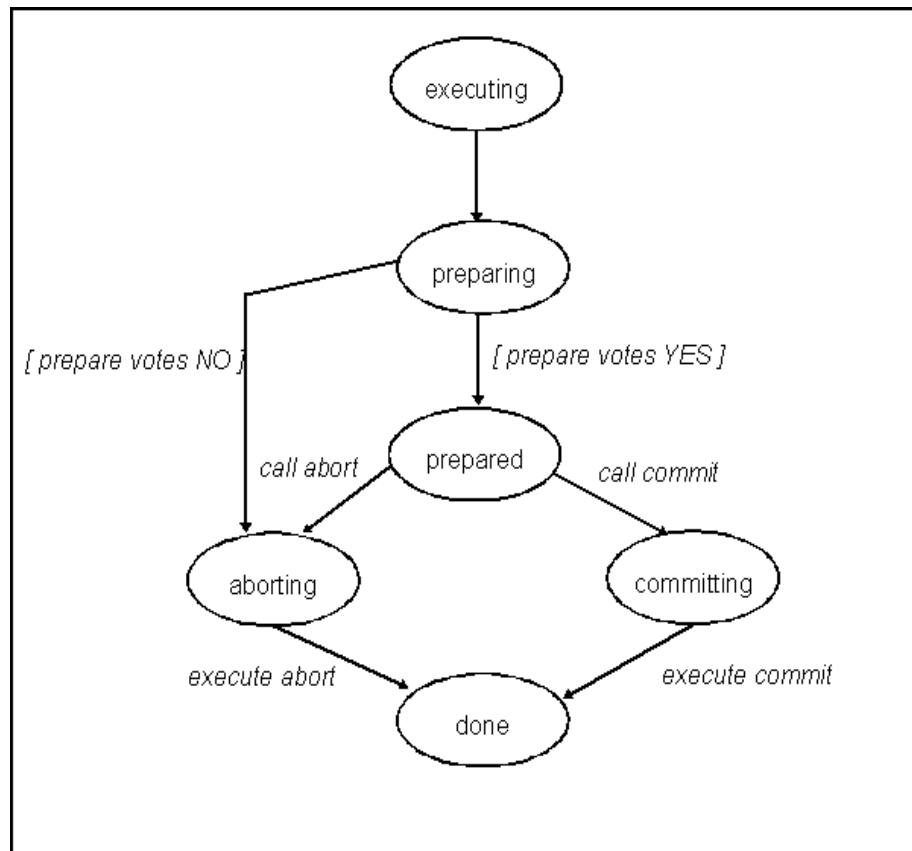 executing
preparing
[ prepare votes NO ]
[ prepare votes YES ]
prepared
call abort
call commit
aborting
committing
execute abort
execute commit
done